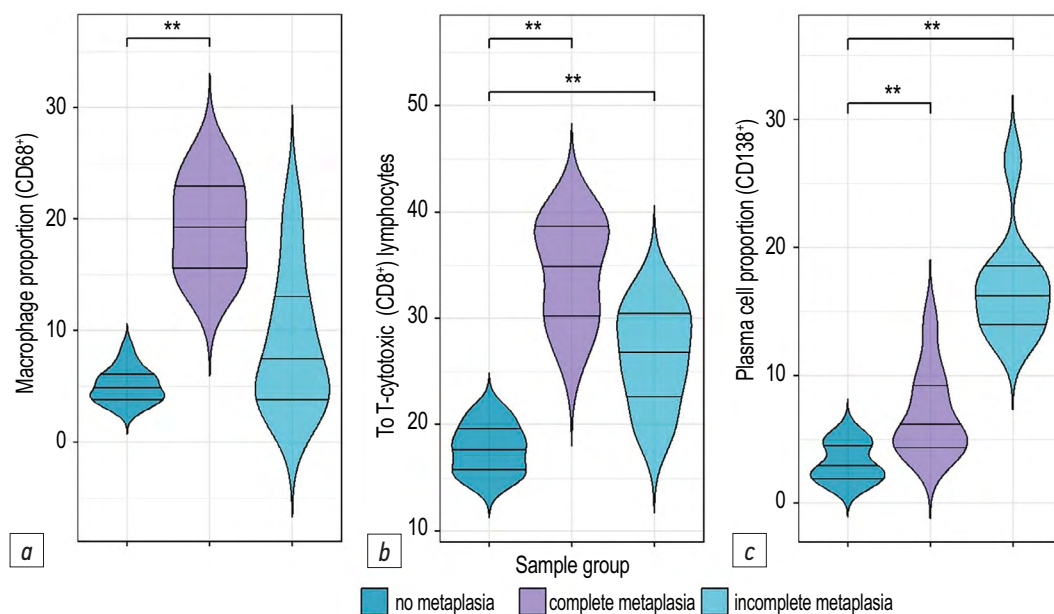 Macrophage proportion (CD68⁺)
30
20
10
0
**
a
To T-cytotoxic (CD8⁺) lymphocytes
50
40
30
20
10
**
**
b
Plasma cell proportion (CD138⁺)
30
20
10
0
**
**
c
Sample group
no metaplasia
complete metaplasia
incomplete metaplasia